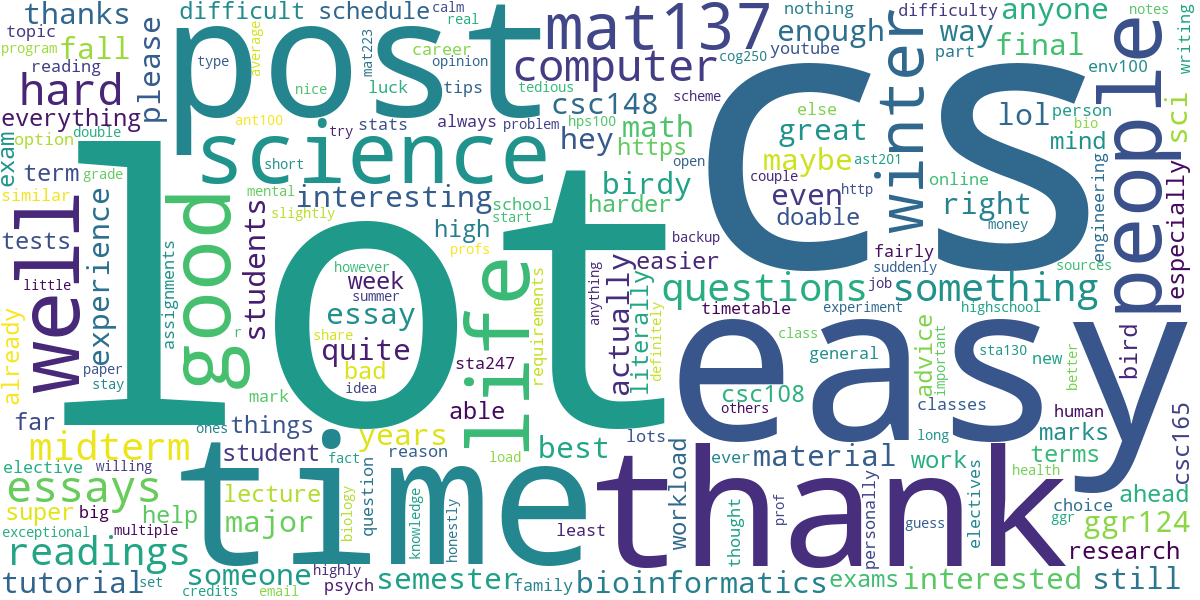 thanks
difficult
schedule
calm
real
post
mat137
nothing
difficulty
anyone
notes
topic
program
fall
please
type
average
mat223
career
opinion
computer
enough
youtube
cog250
way
part
final
people
writing
reading
hard
nice
luck
tips
tedious
csc148
scheme
CS
winter
env100
everything
option
double
ant100
try
stats
always
problem
hps100
hey
math
https
else
great
lol
person
mind
bio
sci
exam
term
grade
science
short
open
maybe
ast201
similar
well
lot
good
mental
slightly
interesting
school
start
birdy
harder
couple
even
http
doable
online
right
money
engineering
especially
tests
experience
assignments
students
high
profs
backup
fairly
suddenly
job
sources
little
however
week
summer
life
easier
actually
anything
literally
requirements
definitely
questions
something
already
paper
stay
r
essay
share
quite
bad
idea
sta247
timetable
experiment
highschool
class
general
easy
advice
important
sta130
new
better
bird
far
mark
able
csc108
others
classes
human
ones
things
years
best
lots
long
marks
csc165
midterm
student
fact
reason
load
time
thank
workload
ever
material
work
terms
elective
willing
essays
lecture
question
knowledge
honestly
health
electives
choice
ahead
super
big
help
major
biology
least
thought
prof
personally
guess
ggr
ggr124
exceptional
multiple
readings
research
tutorial
set
someone
highly
credits
email
psych
semester
family
bioinformatics
exams
interested
still